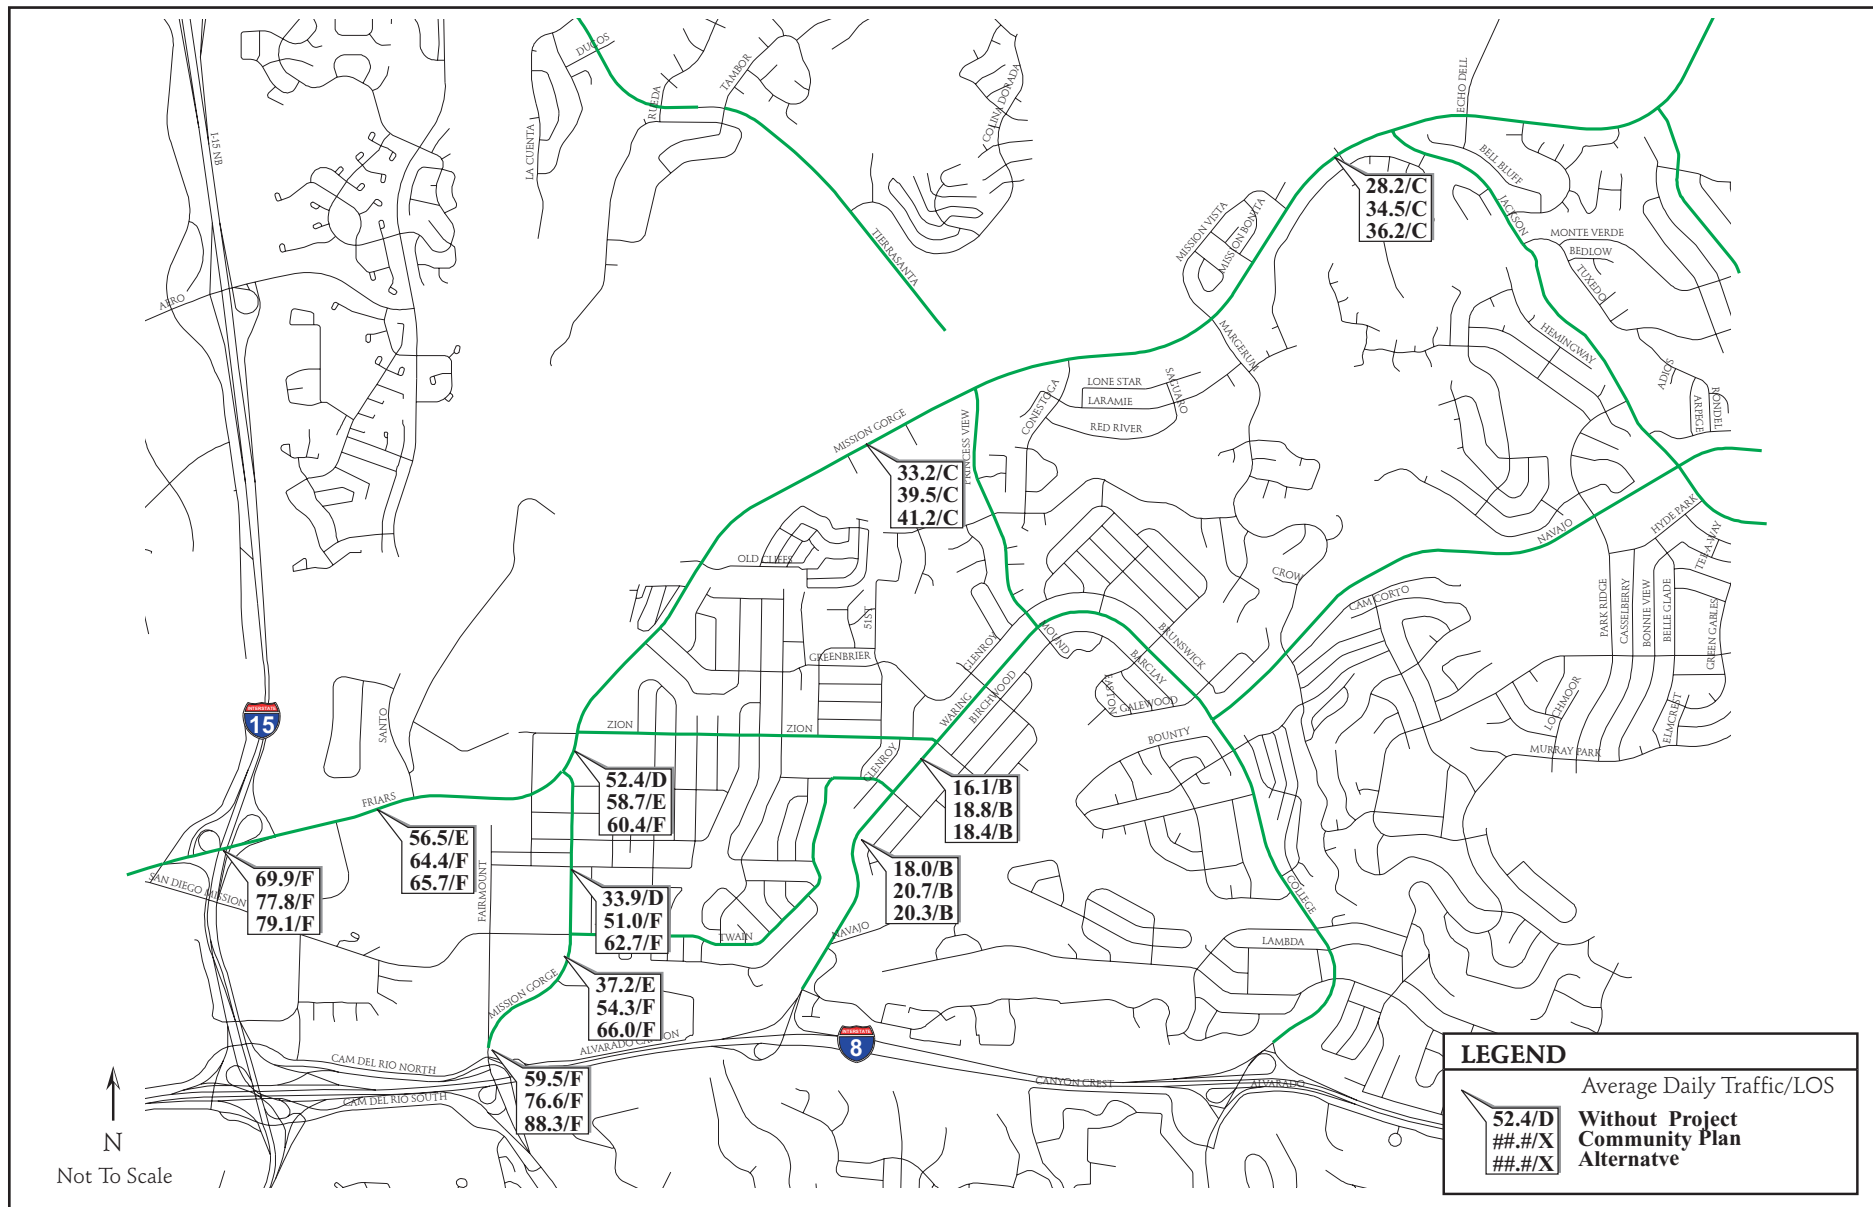 DUCOS
TAMBOR
RUEDA
LA CUENTA
COLINA DORADA
ECHO DELL
I-15 NB
BELL BLUFF
28.2/C
34.5/C
36.2/C
JACKSON
MISSION VISTA
MISSION BONITA
MONTE VERDE
BEDLOW
TUXEDO
TIERRASANTA
AERO
MARGERUM
HEMINGWAY
ADIOS
ARPEGE
RONDEL
LONE STAR
LARAMIE
SAGUARO
CONESTOGA
RED RIVER
MISSION GORGE
PRINCESS VIEW
33.2/C
39.5/C
41.2/C
NAVAJO
HYDE PARK
TEE-A-WAY
OLD CLIFFS
CROW
CAM CORTO
PARK RIDGE
CASSELBERRY
BONNIE VIEW
BELLE GLADE
GREEN GABLES
51ST
GREENBRIER
GLENROY
MOUND
BRUNSWICK
BARCLAY
EASTON
GALEWOOD
WARING
BIRCHWOOD
LOCHMOOR
ELMCREST
MURRAY PARK
INTERSTATE
15
SANTO
ZION
ZION
GLENROY
BOUNTY
52.4/D
58.7/E
60.4/F
16.1/B
18.8/B
18.4/B
FRIARS
56.5/E
64.4/F
65.7/F
69.9/F
77.8/F
79.1/F
SAN DIEGO MISSION
FAIRMOUNT
18.0/B
20.7/B
20.3/B
33.9/D
51.0/F
62.7/F
TWAIN
NAVAJO
COLLEGE
LAMBDA
MISSION GORGE
37.2/E
54.3/F
66.0/F
INTERSTATE
8
CAM DEL RIO NORTH
CAM DEL RIO SOUTH
59.5/F
76.6/F
88.3/F
CANYON CREST
ALVARADO
N
Not To Scale
LEGEND
Average Daily Traffic/LOS
52.4/D Without Project
##.#/X Community Plan
##.#/X Alternatve